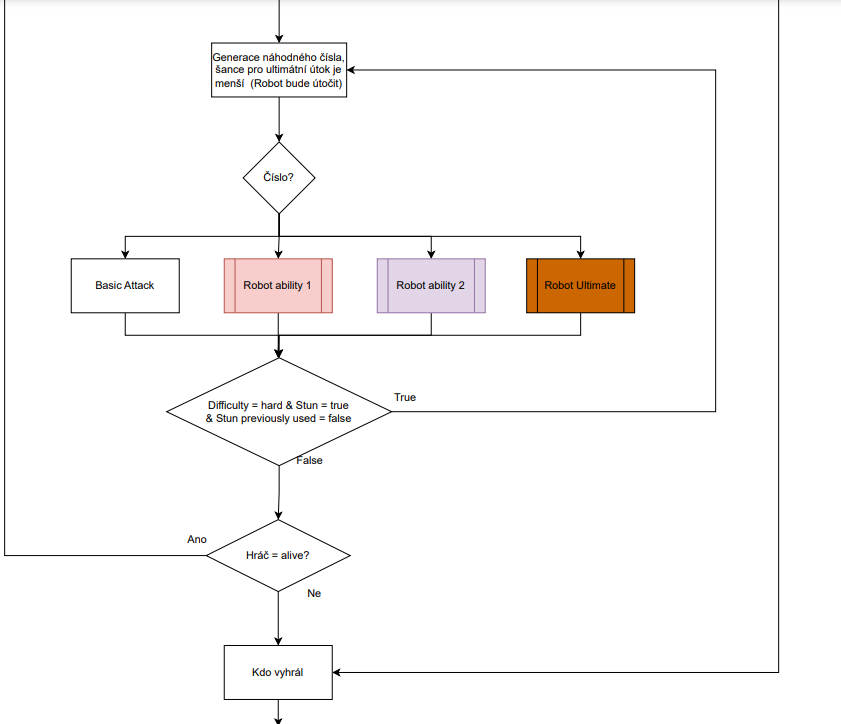 Generace náhodného čísla,
šance pro ultimátní útok je
menší  (Robot bude útočit)
Číslo?
Basic Attack
Robot ability 1
Robot ability 2
Robot Ultimate
Difficulty = hard & Stun = true
& Stun previously used = false
True
False
Ano
Hráč = alive?
Ne
Kdo vyhrál